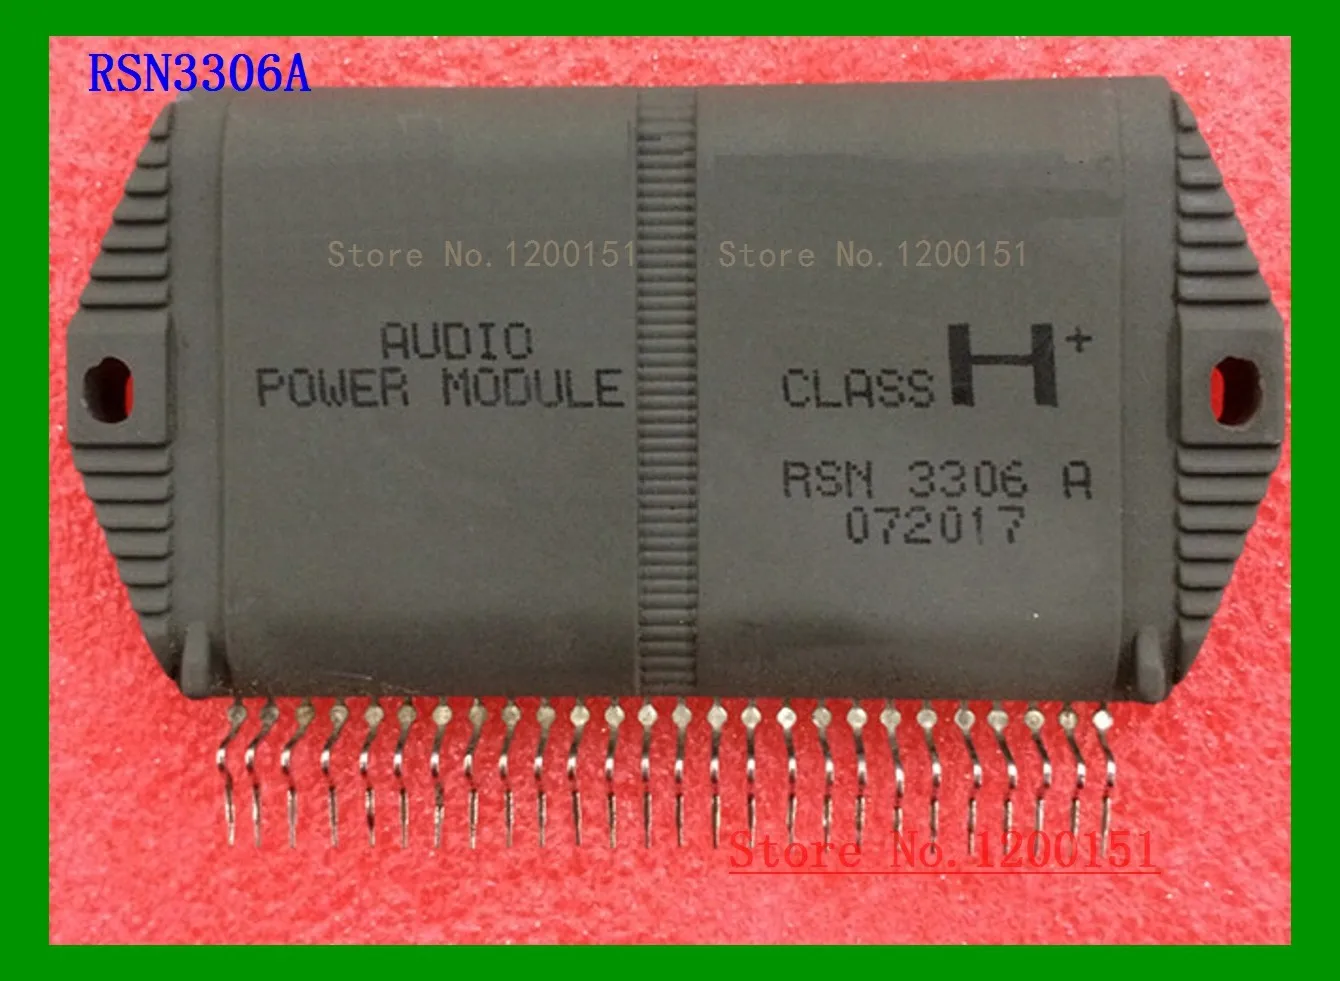 RSN3306A
Store No.1200151 Store No.1200151
AUDIO
POWER MODULE
CLASS H+
RSN 3306 A
072017
Store No.1200151